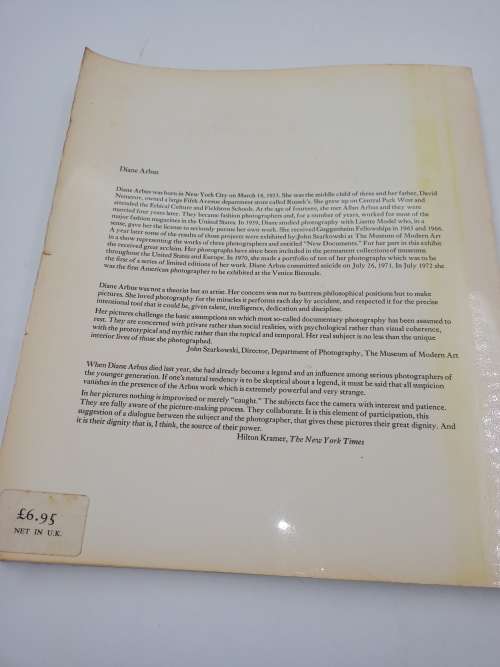 Diane Arbus
Diane Arbus was born in New York City on March 14, 1923. She was the middle child of three and her father, David
Nemerov, owned a large Fifth Avenue department store called Russek's. She grew up on Central Park West and
attended the Ethical Culture and Fieldston Schools. At the age of fourteen, she met Allan Arbus and they were
married four years later. They became fashion photographers and, for a number of years, worked for most of the
major fashion magazines in the United States. In 1959, Diane studied photography with Lisette Model who, in a
sense, gave her the license to seriously pursue her own work. She received Guggenheim Fellowships in 1963 and 1966.
A year later some of the results of those projects were exhibited by John Szarkowski at The Museum of Modern Art
in a show representing the works of three photographers and entitled "New Documents." For her part in this exhibit
she received great acclaim. Her photographs have since been included in the permanent collections of museums
throughout the United States and Europe. In 1970, she made a portfolio of ten of her photographs which was to be
the first of a series of limited editions of her work. Diane Arbus committed suicide on July 26, 1971. In July 1972 she
was the first American photographer to be exhibited at the Venice Biennale.
Diane Arbus was not a theorist but an artist. Her concern was not to buttress philosophical positions but to make
pictures. She loved photography for the miracles it performs each day by accident, and respected it for the precise
intentional tool that it could be, given talent, intelligence, dedication and discipline.
Her pictures challenge the basic assumptions on which most so-called documentary photography has been assumed to
rest. They are concerned with private rather than social realities, with psychological rather than visual coherence,
with the prototypical and mythic rather than the topical and temporal. Her real subject is no less than the unique
interior lives of those she photographed.
John Szarkowski, Director, Department of Photography, The Museum of Modern Art
When Diane Arbus died last year, she had already become a legend and an influence among serious photographers of
the younger generation. If one's natural tendency is to be skeptical about a legend, it must be said that all suspicion
vanishes in the presence of the Arbus work which is extremely powerful and very strange.
In her pictures nothing is improvised or merely "caught." The subjects face the camera with interest and patience.
They are fully aware of the picture-making process. They collaborate. It is this element of participation, this
suggestion of a dialogue between the subject and the photographer, that gives these pictures their great dignity. And
it is their dignity that is, I think, the source of their power.
Hilton Kramer, The New York Times
£6.95
NET IN U.K.